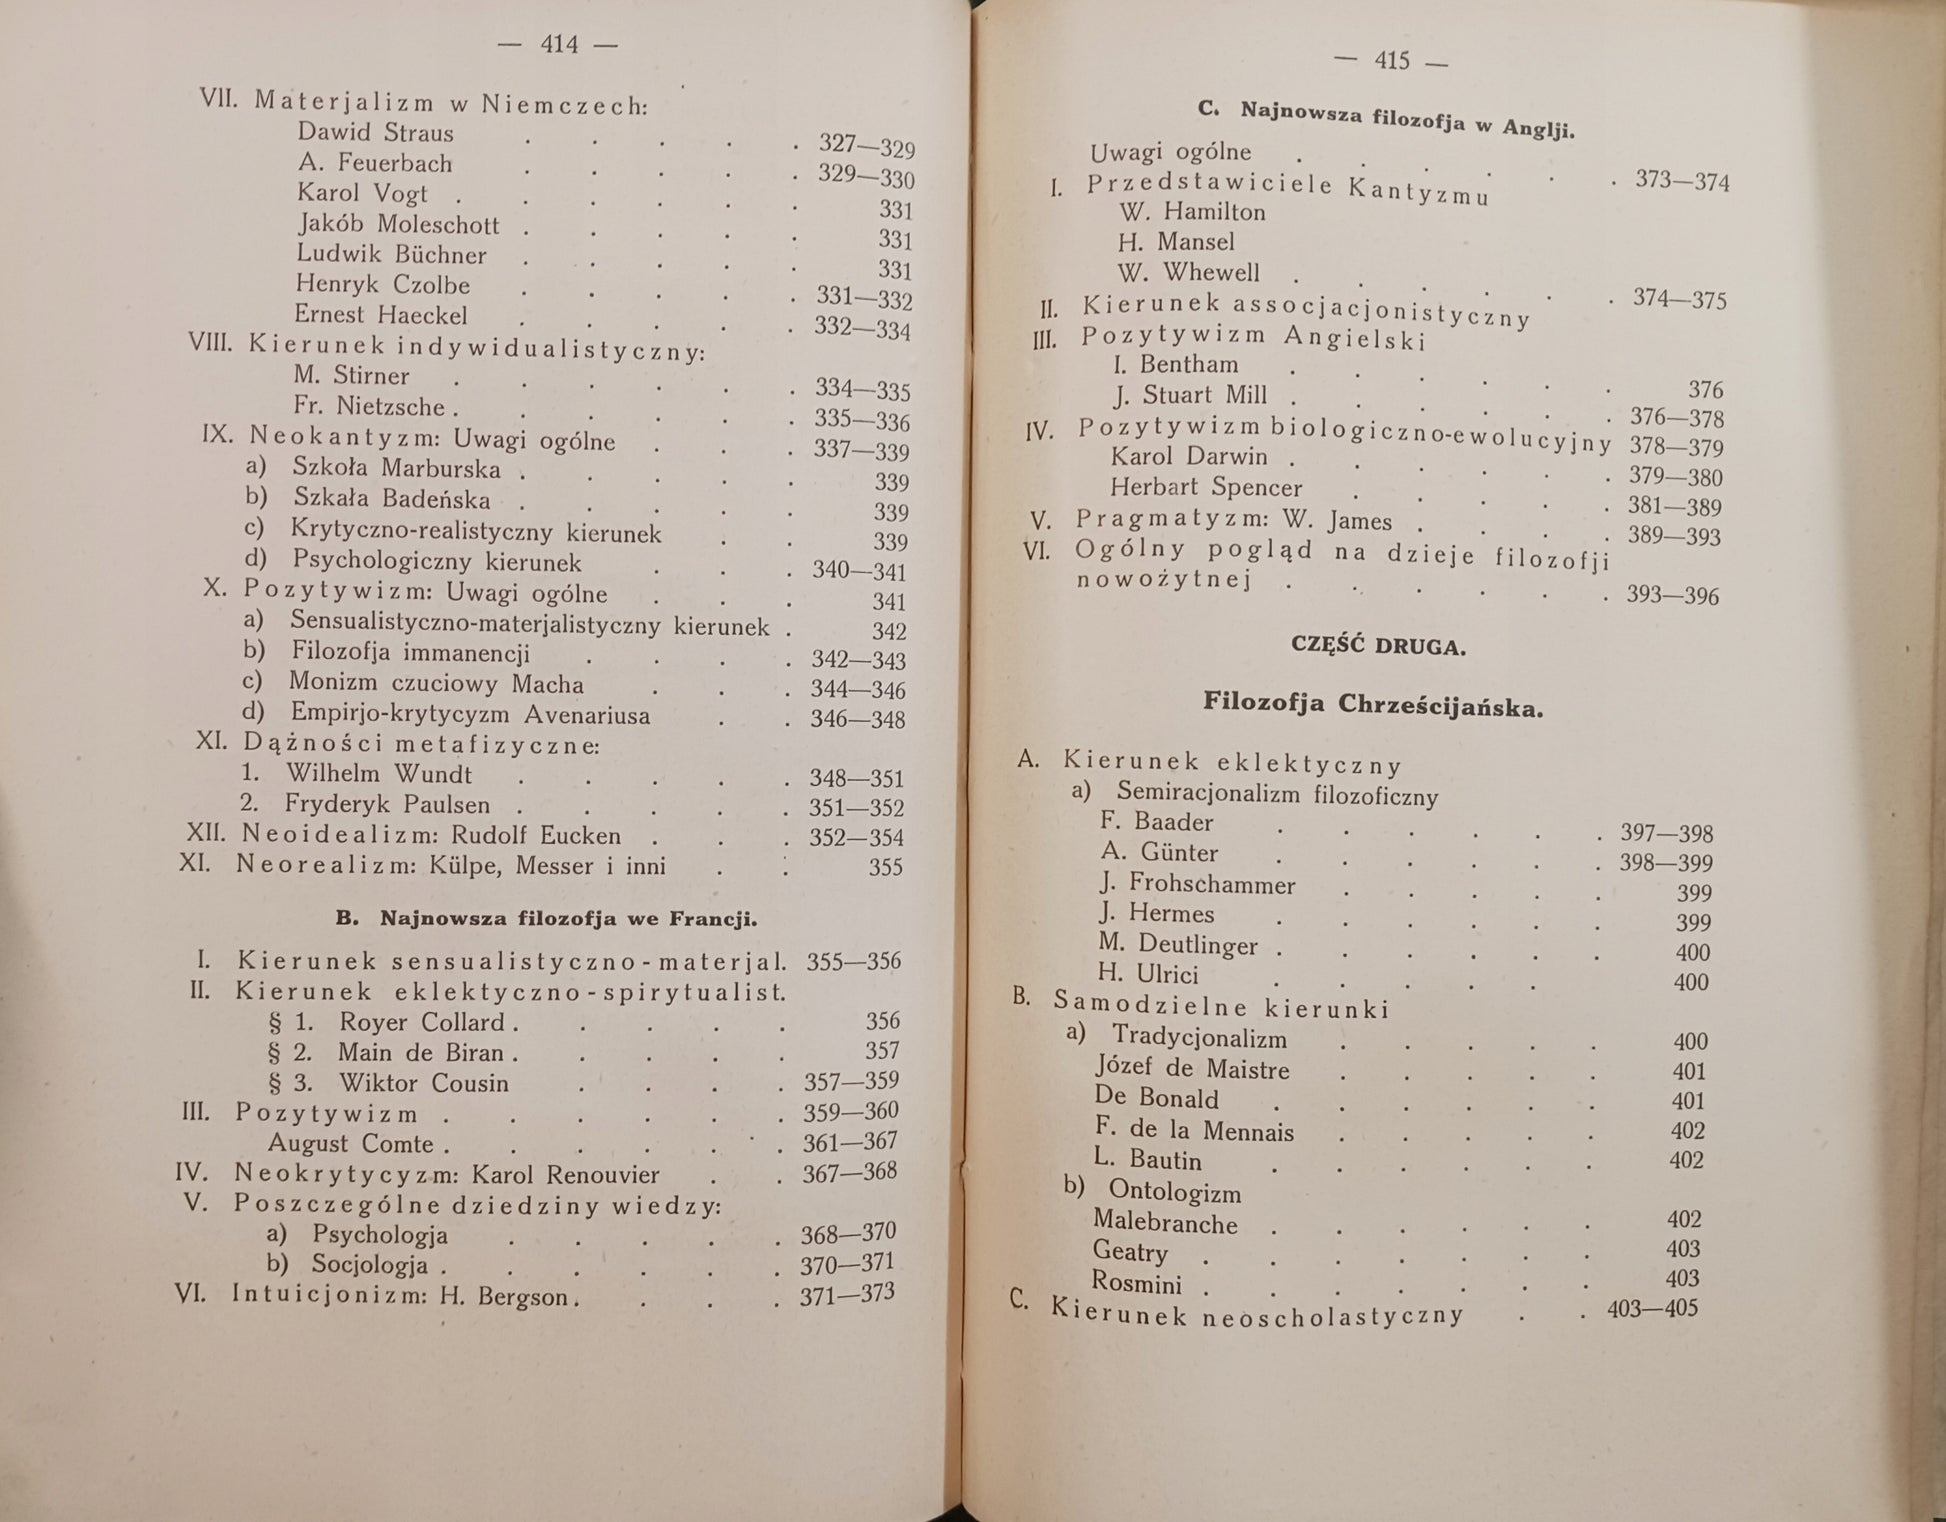 — 414 —
VII. Materjalizm w Niemczech:
Dawid Straus . . . . . 327—329
A. Feuerbach . . . . . 329—330
Karol Vogt . . . . . . 331
Jakób Moleschott . . . . . 331
Ludwik Büchner . . . . . 331
Henryk Czolbe . . . . . 331—332
Ernest Haeckel . . . . . 332—334
VIII. Kierunek indywidualistyczny:
M. Stirner . . . . . . 334—335
Fr. Nietzsche . . . . . . 335—336
IX. Neokantyzm: Uwagi ogólne . . . 337—339
a) Szkoła Marburska . . . . . 339
b) Szkała Badeńska . . . . . 339
c) Krytyczno-realistyczny kierunek . . 339
d) Psychologiczny kierunek . . . 340—341
X. Pozytywizm: Uwagi ogólne . . . 341
a) Sensualistyczno-materjalistyczny kierunek . 342
b) Filozofja immanencji . . . . 342—343
c) Monizm czuciowy Macha . . . 344—346
d) Empirjo-krytycyzm Avenariusa . . 346—348
XI. Dążności metafizyczne:
1. Wilhelm Wundt . . . . . 348—351
2. Fryderyk Paulsen . . . . . 351—352
XII. Neoidealizm: Rudolf Eucken . . . 352—354
XI. Neorealizm: Külpe, Messer i inni . . 355
B. Najnowsza filozofja we Francji.
I. Kierunek sensualistyczno-materjal. 355—356
II. Kierunek eklektyczno-spirytualist.
§ 1. Royer Collard . . . . . 356
§ 2. Main de Biran . . . . . 357
§ 3. Wiktor Cousin . . . . 357—359
III. Pozytywizm . . . . . . 359—360
August Comte . . . . . . 361—367
IV. Neokrytycyzm: Karol Renouvier . . 367—368
V. Poszczególne dziedziny wiedzy:
a) Psychologja . . . . . 368—370
b) Socjologja . . . . . . 370—371
VI. Intuicjonizm: H. Bergson . . . . 371—373
— 415 —
C. Najnowsza filozofja w Anglji.
Uwagi ogólne . . . . . . 373—374
I. Przedstawiciele Kantyzmu
W. Hamilton
H. Mansel
W. Whewell . . . . . . 374—375
II. Kierunek assocjacjonistyczny
III. Pozytywizm Angielski
I. Bentham . . . . . . 376
J. Stuart Mill . . . . . . 376—378
IV. Pozytywizm biologiczno-ewolucyjny 378—379
Karol Darwin . . . . . . 379—380
Herbart Spencer . . . . . 381—389
V. Pragmatyzm: W. James . . . . 389—393
VI. Ogólny pogląd na dzieje filozofji
nowożytnej . . . . . . 393—396
CZĘŚĆ DRUGA.
Filozofja Chrześcijańska.
A. Kierunek eklektyczny
a) Semiracjonalizm filozoficzny
F. Baader . . . . . . 397—398
A. Günter . . . . . . 398—399
J. Frohschammer . . . . . 399
J. Hermes . . . . . . 399
M. Deutlinger . . . . . . 400
H. Ulrici . . . . . 400
B. Samodzielne kierunki
a) Tradycjonalizm . . . . . 400
Józef de Maistre . . . . . 401
De Bonald . . . . . . 401
F. de la Mennais . . . . . 402
L. Bautin . . . . . . 402
b) Ontologizm
Malebranche . . . . . . 402
Geatry . . . . . . . 403
Rosmini . . . . . . . 403
C. Kierunek neoscholastyczny . . 403—405